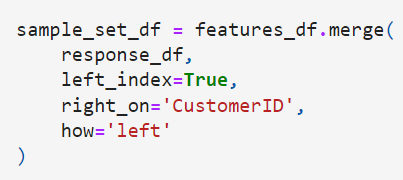 sample_set_df = features_df.merge(
    response_df,
    left_index=True,
    right_on='CustomerID',
    how='left'
)